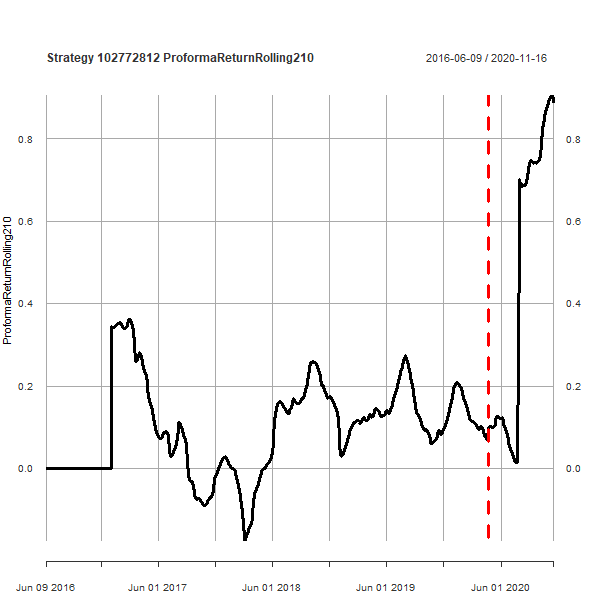 Strategy 102772812 ProformaReturnRolling210
2016-06-09 / 2020-11-16
ProformaReturnRolling210
0.8
0.6
0.4
0.2
0.0
0.8
0.6
0.4
0.2
0.0
Jun 09 2016
Jun 01 2017
Jun 01 2018
Jun 01 2019
Jun 01 2020